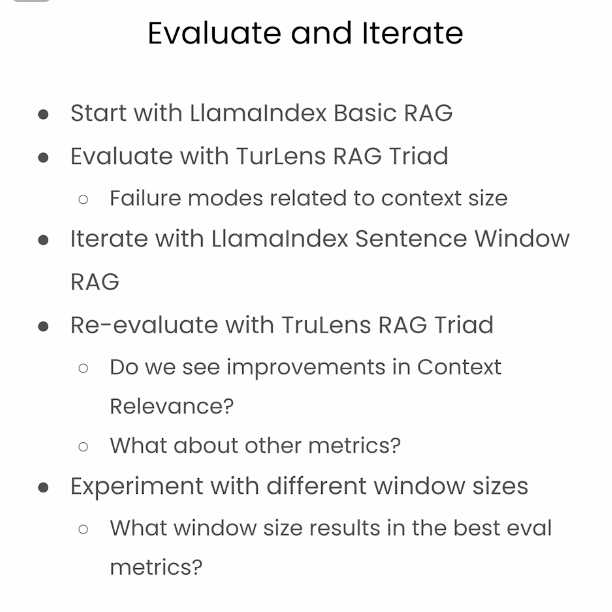 Evaluate and Iterate
● Start with LlamaIndex Basic RAG
● Evaluate with TurLens RAG Triad
○ Failure modes related to context size
● Iterate with LlamaIndex Sentence Window
RAG
● Re-evaluate with TruLens RAG Triad
○ Do we see improvements in Context
Relevance?
○ What about other metrics?
● Experiment with different window sizes
○ What window size results in the best eval
metrics?